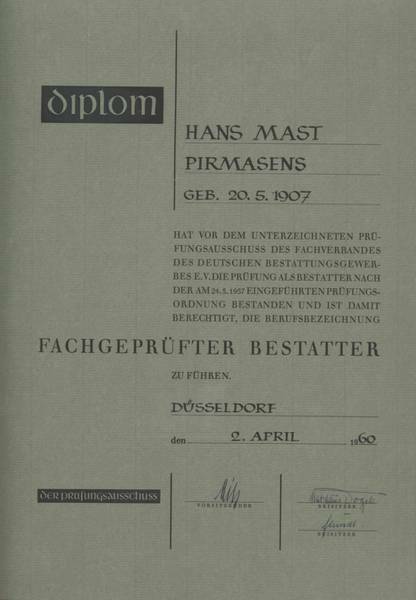 diplom
HANS MAST
PIRMASENS
GEB. 20.5.1907
HAT VOR DEM UNTERZEICHNETEN PRÜ-
FUNGSAUSSCHUSS DES FACHVERBANDES
DES DEUTSCHEN BESTATTUNGSGEWER-
BES E.V. DIE PRÜFUNG ALS BESTATTER NACH
DER AM 24.5.1957 EINGEFÜHRTEN PRÜFUNGS-
ORDNUNG BESTANDEN UND IST DAMIT
BERECHTIGT, DIE BERUFSBEZEICHNUNG
FACHGEPRÜFTER BESTATTER
ZU FÜHREN.
DÜSSELDORF
den 2. APRIL 1960
der prüfungsausschuss
VORSITZENDER
BEISITZER
BEISITZER